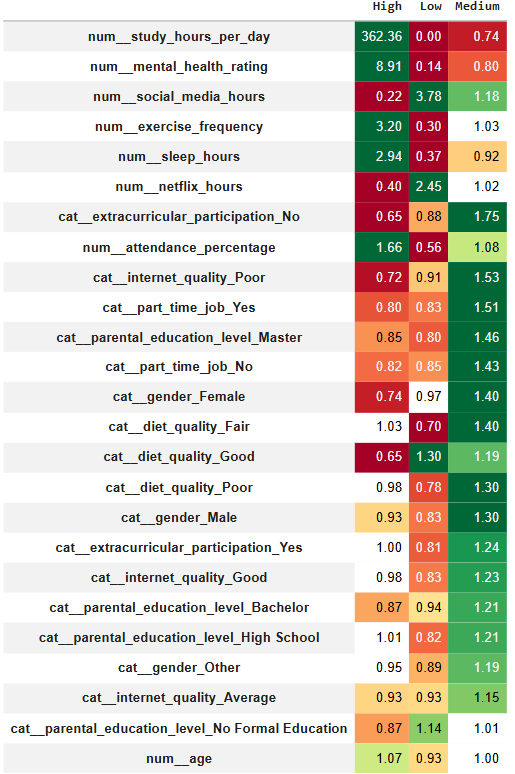 High Low Medium
num__study_hours_per_day 362.36 0.00 0.74
num__mental_health_rating 8.91 0.14 0.80
num__social_media_hours 0.22 3.78 1.18
num__exercise_frequency 3.20 0.30 1.03
num__sleep_hours 2.94 0.37 0.92
num__netflix_hours 0.40 2.45 1.02
cat__extracurricular_participation_No 0.65 0.88 1.75
num__attendance_percentage 1.66 0.56 1.08
cat__internet_quality_Poor 0.72 0.91 1.53
cat__part_time_job_Yes 0.80 0.83 1.51
cat__parental_education_level_Master 0.85 0.80 1.46
cat__part_time_job_No 0.82 0.85 1.43
cat__gender_Female 0.74 0.97 1.40
cat__diet_quality_Fair 1.03 0.70 1.40
cat__diet_quality_Good 0.65 1.30 1.19
cat__diet_quality_Poor 0.98 0.78 1.30
cat__gender_Male 0.93 0.83 1.30
cat__extracurricular_participation_Yes 1.00 0.81 1.24
cat__internet_quality_Good 0.98 0.83 1.23
cat__parental_education_level_Bachelor 0.87 0.94 1.21
cat__parental_education_level_High School 1.01 0.82 1.21
cat__gender_Other 0.95 0.89 1.19
cat__internet_quality_Average 0.93 0.93 1.15
cat__parental_education_level_No Formal Education 0.87 1.14 1.01
num__age 1.07 0.93 1.00